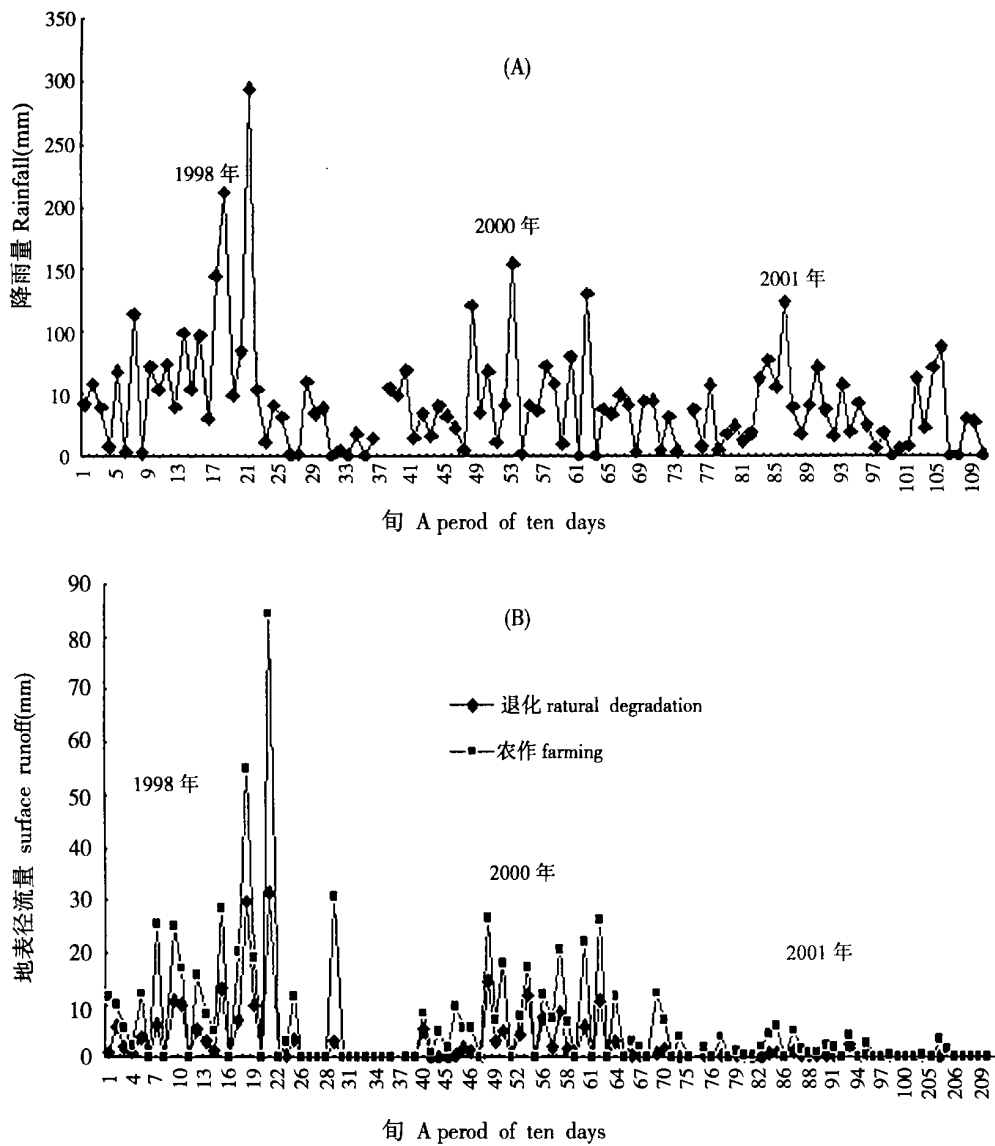 350
300
250
200
150
100
10
0
降雨量 Rainfall(mm)
(A)
1998 年
2000 年
2001 年
1 5 9 13 17 21 25 29 33 37 41 45 49 53 57 61 65 69 73 77 81 85 89 93 97 101 105 109
旬 A perod of ten days
90
80
70
60
50
40
30
20
10
0
地表径流量 surface runoff(mm)
(B)
退化 ratural degradation
农作 farming
1998 年
2000 年
2001 年
1 4 7 10 13 16 19 22 25 28 31 34 37 40 43 46 49 52 55 58 61 64 67 70 73 76 79 82 85 88 91 94 97 100 205 206 209
旬 A perod of ten days